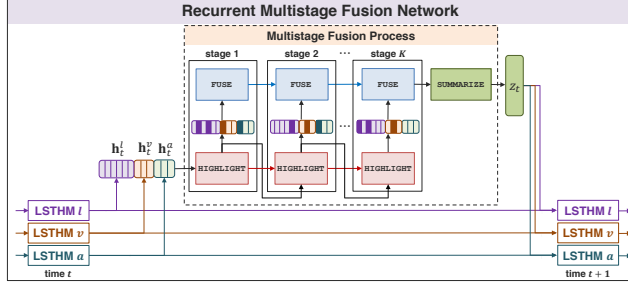 Recurrent Multistage Fusion Network
Multistage Fusion Process
stage 1 stage 2 ... stage K
FUSE FUSE FUSE SUMMARIZE z_t
...
h_t^l h_t^v h_t^a
HIGHLIGHT HIGHLIGHT HIGHLIGHT
LSTHM l LSTHM l
LSTHM v LSTHM v
LSTHM a LSTHM a
time t time t + 1